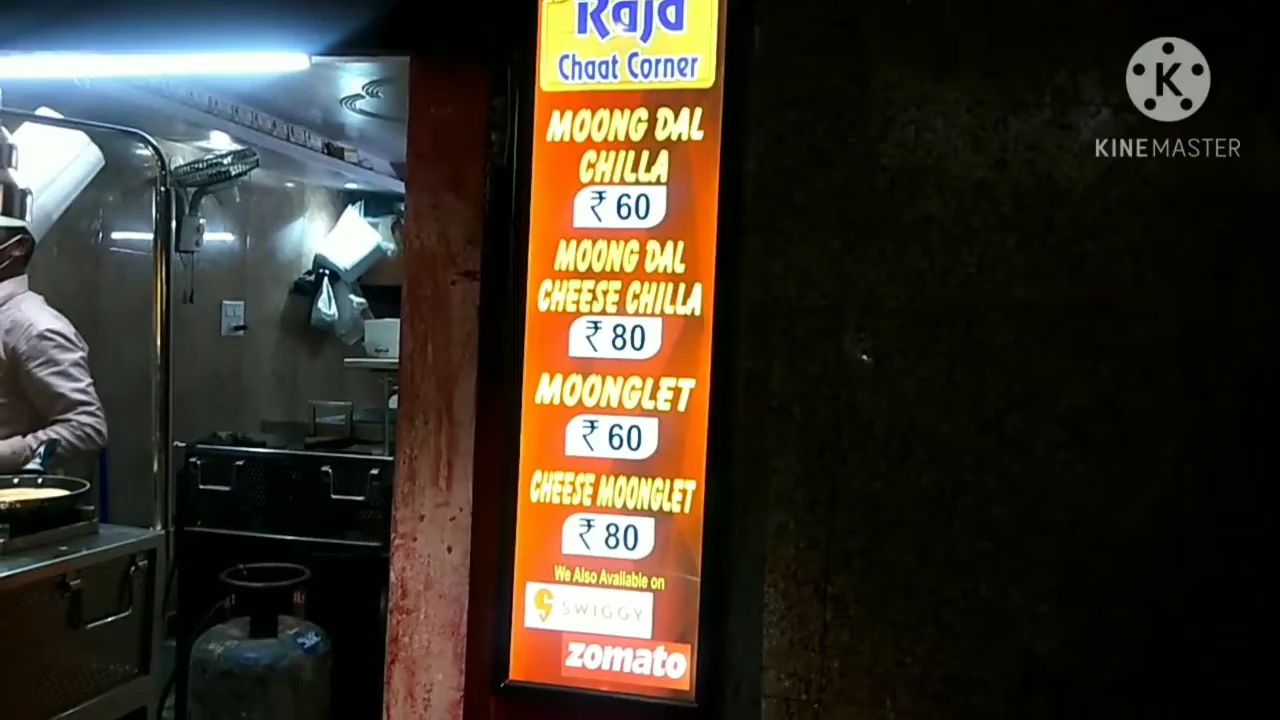 Raja
Chaat Corner
MOONG DAL
CHILLA
₹ 60
MOONG DAL
CHEESE CHILLA
₹ 80
MOONGLET
₹ 60
CHEESE MOONGLET
₹ 80
We Also Available on
SWIGGY
zomato
K
KINEMASTER